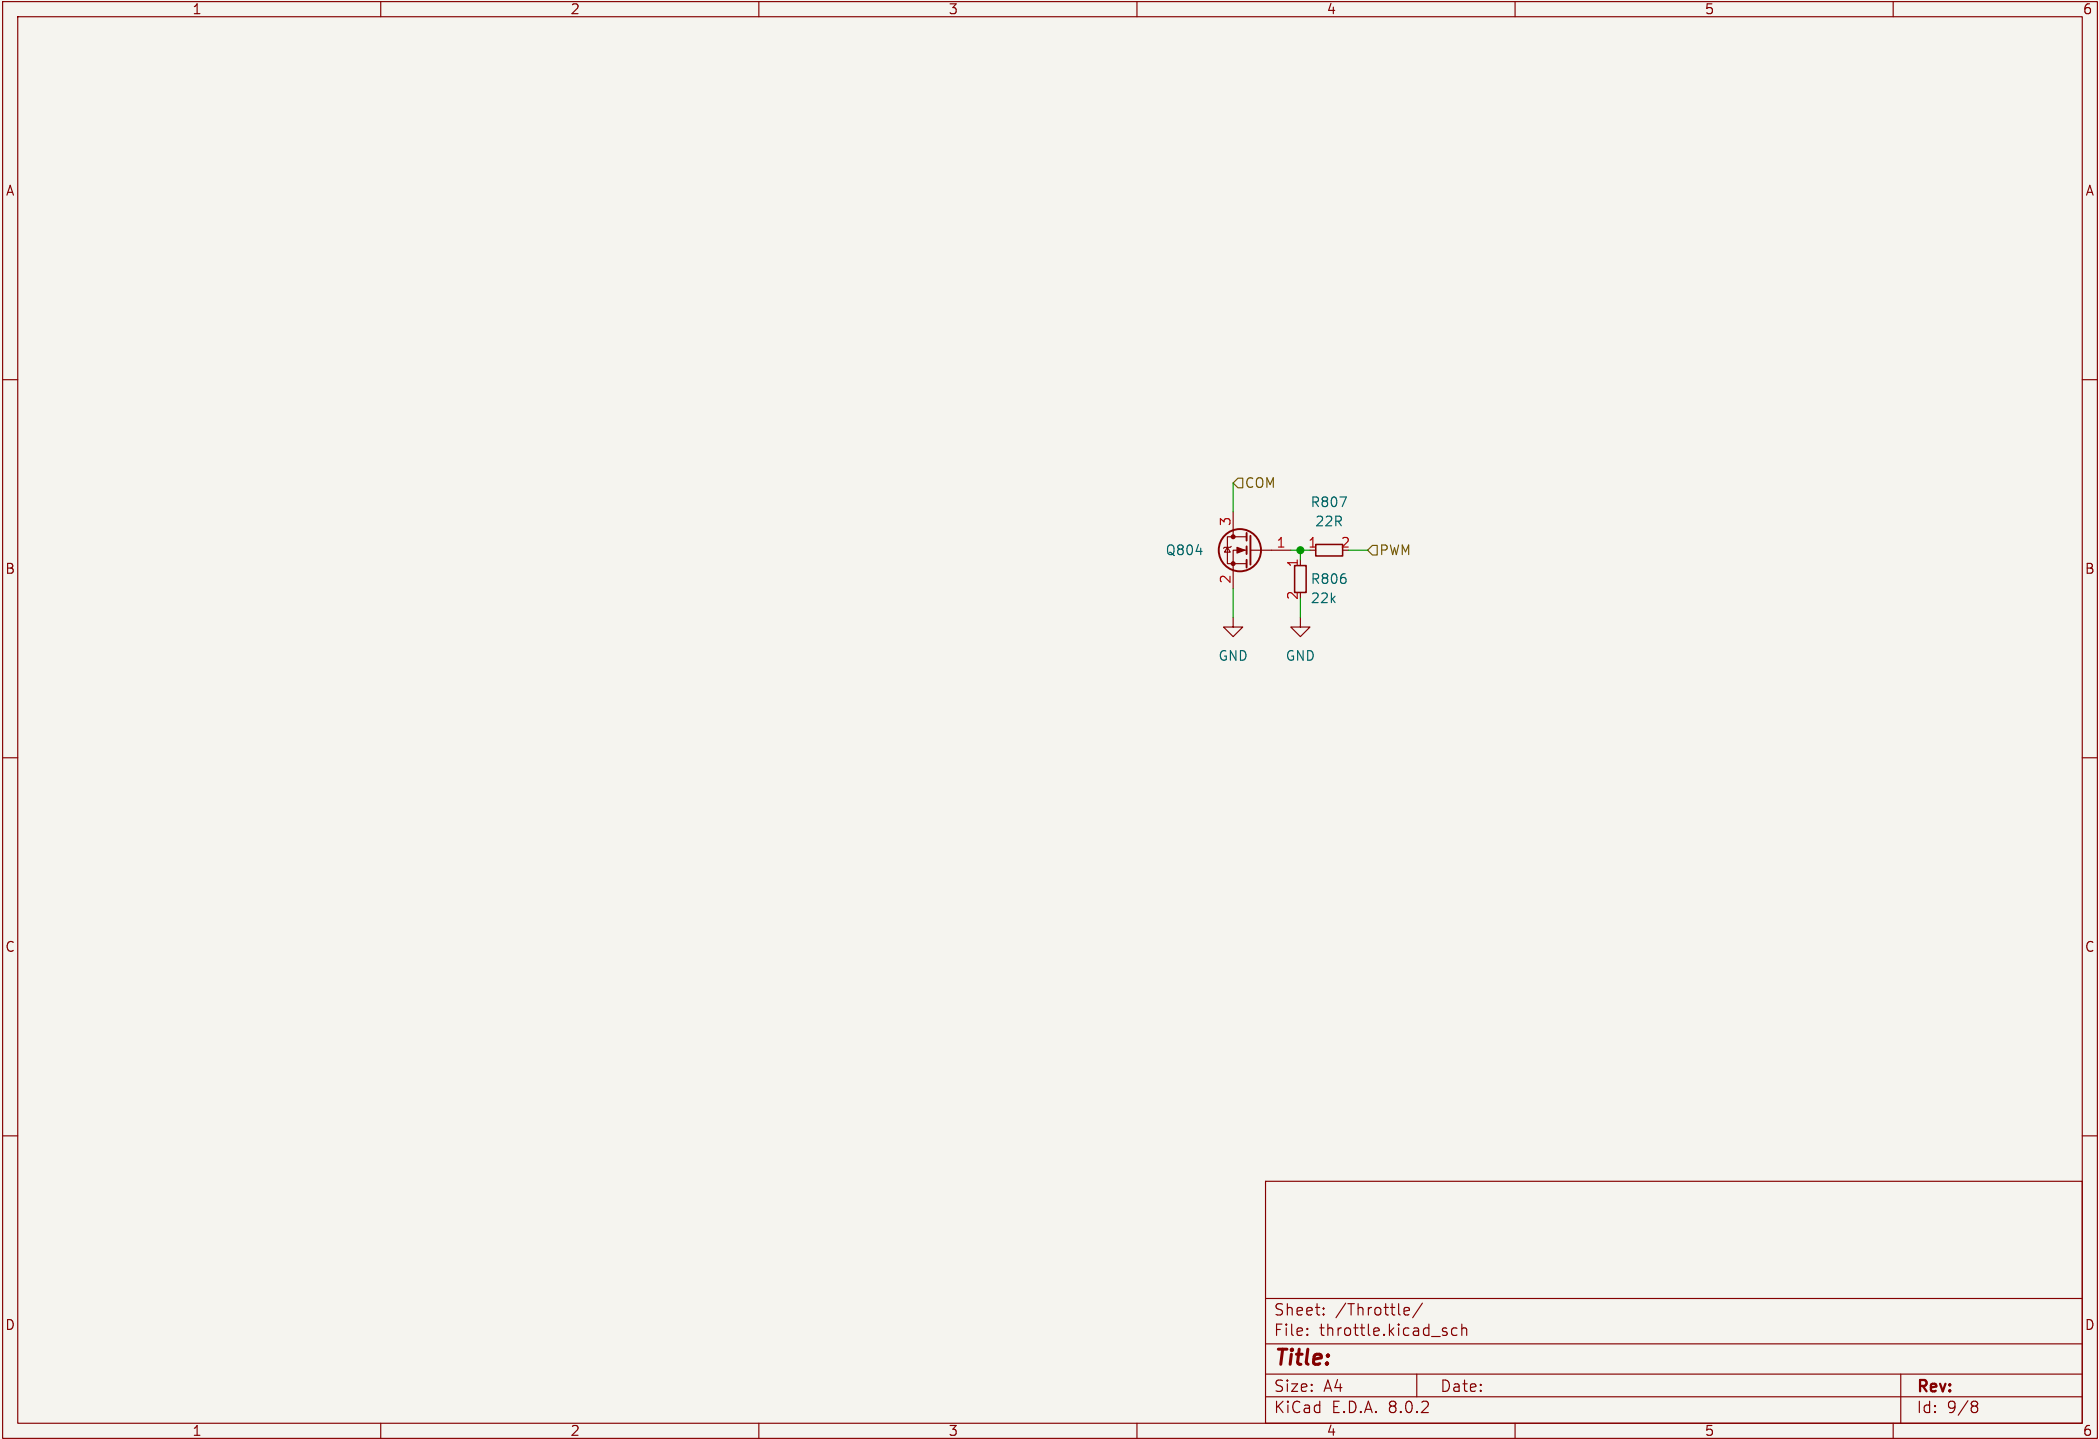 1 2 3 4 5 6
A A
COM
R807
22R
3
Q804
1 1 2 PWM
1
2
R806
2
22k
B B
GND GND
C C
Sheet: /Throttle/
File: throttle.kicad_sch
D D
Title:
Size: A4 Date: Rev:
KiCad E.D.A. 8.0.2 Id: 9/8
1 2 3 4 5 6